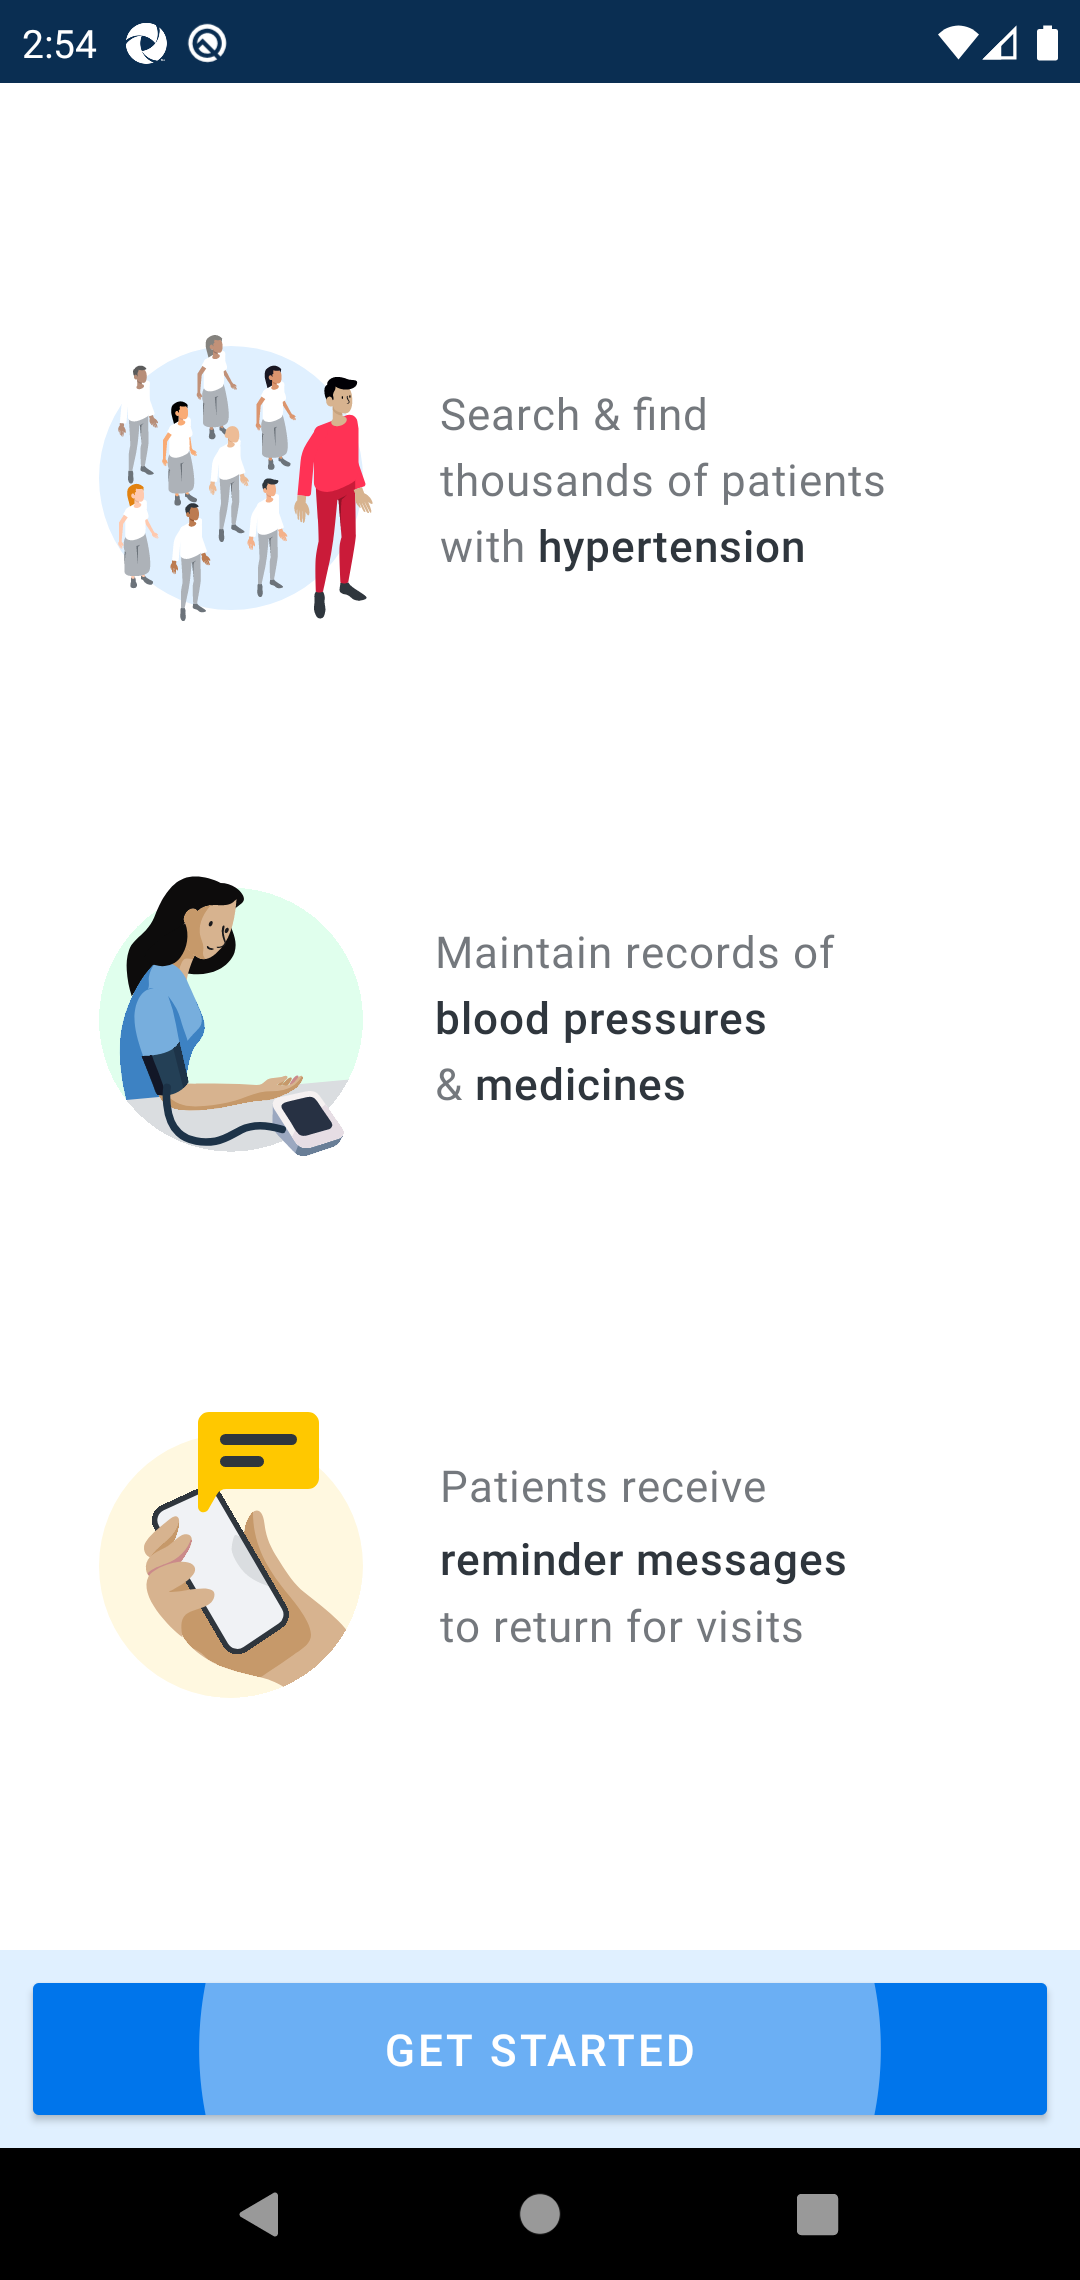 2:54
Search & find
thousands of patients
with hypertension
Maintain records of
blood pressures
& medicines
Patients receive
reminder messages
to return for visits
GET STARTED